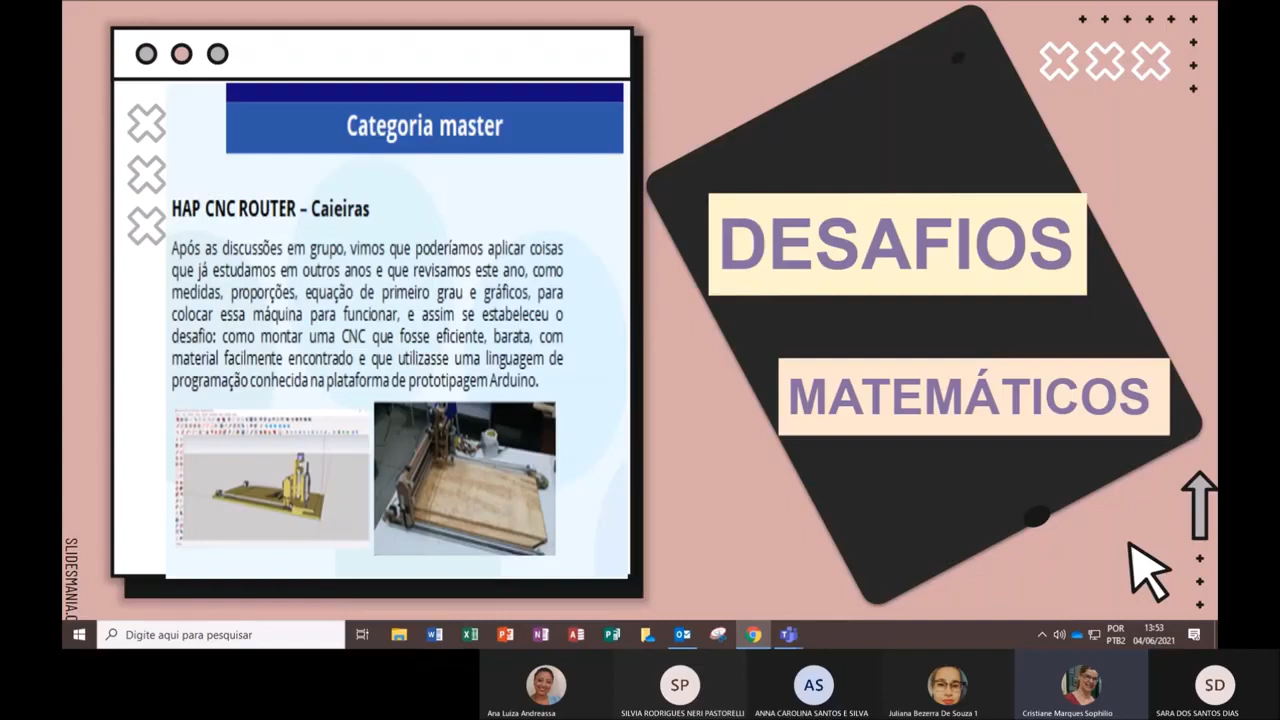 Categoria master
HAP CNC ROUTER – Caieiras
Após as discussões em grupo, vimos que poderíamos aplicar coisas
que já estudamos em outros anos e que revisamos este ano, como
medidas, proporções, equação de primeiro grau e gráficos, para
colocar essa máquina para funcionar, e assim se estabeleceu o
desafio: como montar uma CNC que fosse eficiente, barata, com
material facilmente encontrado e que utilizasse uma linguagem de
programação conhecida na plataforma de prototipagem Arduino.
DESAFIOS
MATEMÁTICOS
SLIDESMANIA.C
Digite aqui para pesquisar
POR
PTB2
13:53
04/06/2021
SP
AS
SD
Ana Luiza Andreassa
SILVIA RODRIGUES NERI PASTORELLI
ANNA CAROLINA SANTOS E SILVA
Juliana Bezerra De Souza 1
Cristiane Marques Sophilio
SARA DOS SANTOS DIAS